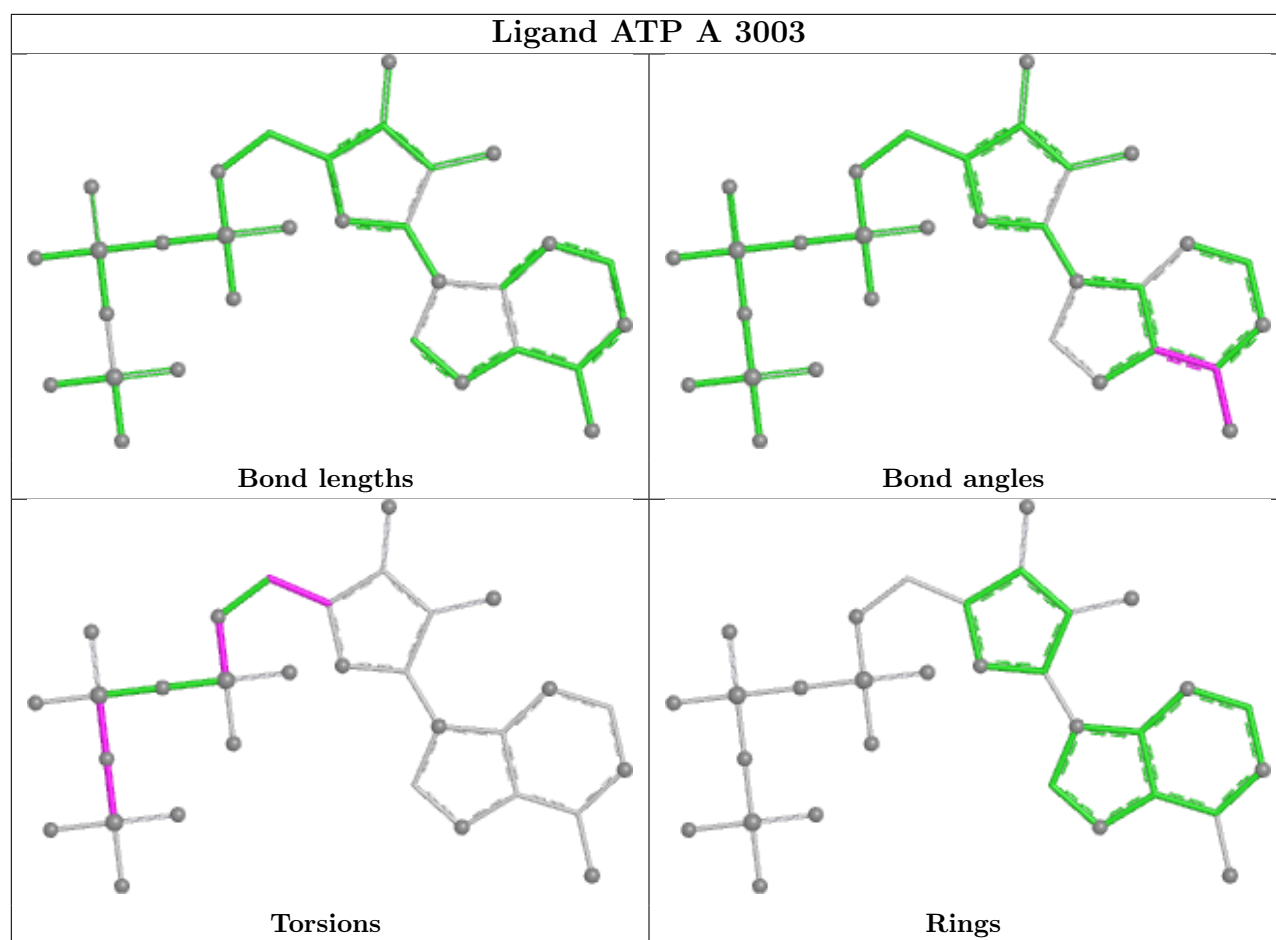 Ligand ATP A 3003
Bond lengths
Bond angles
Torsions
Rings